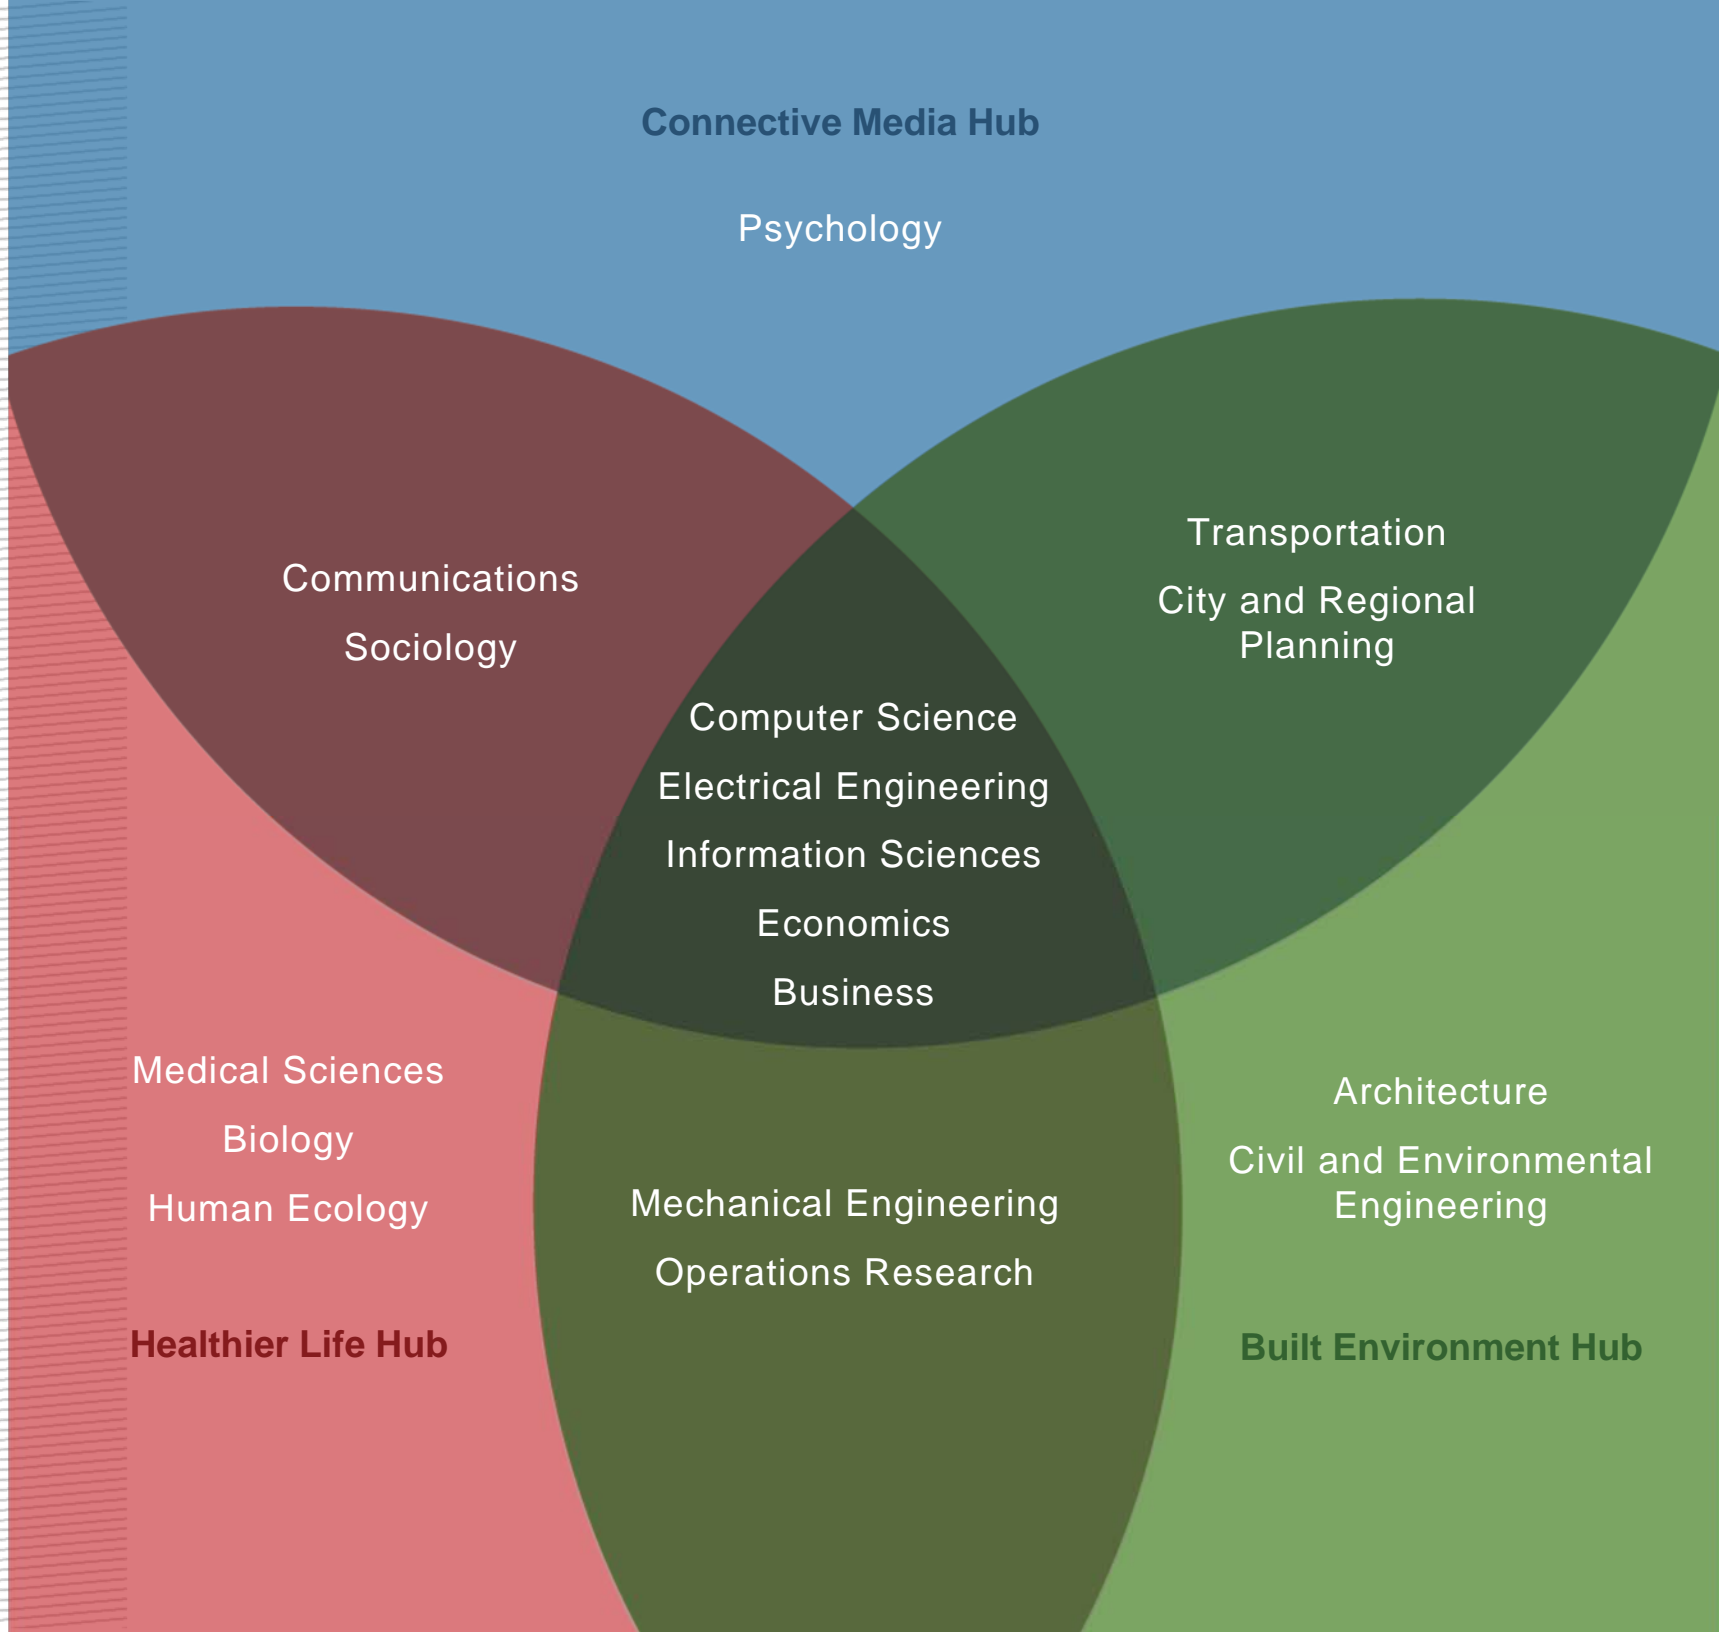 Connective Media Hub
Psychology
Communications
Sociology
Transportation
City and Regional
Planning
Computer Science
Electrical Engineering
Information Sciences
Economics
Business
Medical Sciences
Biology
Human Ecology
Healthier Life Hub
Mechanical Engineering
Operations Research
Architecture
Civil and Environmental
Engineering
Built Environment Hub